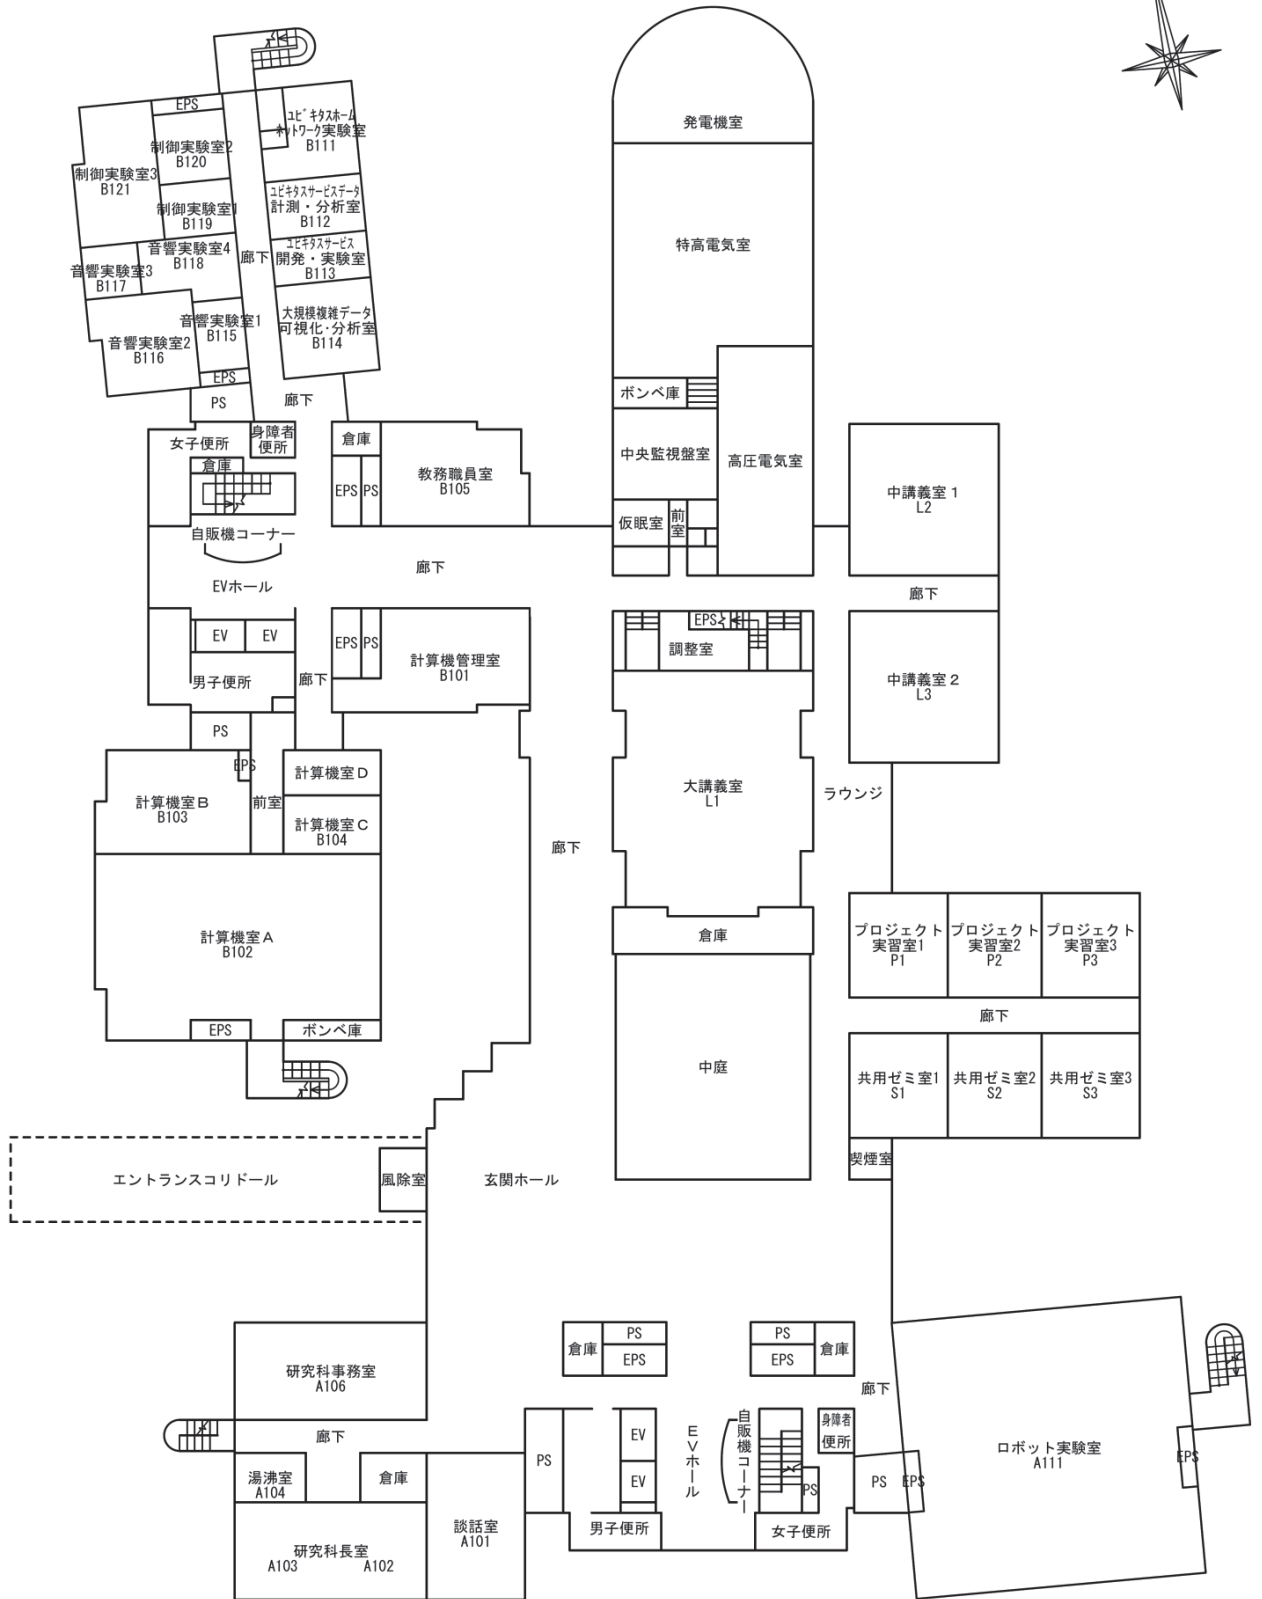 EPS
制御実験室2
B120
制御実験室3
B121
制御実験室1
B119
音響実験室4
B118
音響実験室3
B117
音響実験室1
B115
音響実験室2
B116
EPS
PS
廊下
ユビキタスホーム
ネットワーク実験室
B111
ユビキタスサービスデータ
計測・分析室
B112
ユビキタスサービス
開発・実験室
B113
大規模複雑データ
可視化・分析室
B114
廊下
発電機室
特高電気室
ボンベ庫
中央監視盤室
高圧電気室
仮眠室
前室
女子便所
身障者
便所
倉庫
倉庫
EPS
PS
教務職員室
B105
自販機コーナー
EVホール
廊下
中講義室1
L2
廊下
中講義室2
L3
EV
EV
男子便所
廊下
EPS
PS
計算機管理室
B101
EPS
調整室
PS
EPS
前室
計算機室D
計算機室B
B103
計算機室C
B104
計算機室A
B102
EPS
ボンベ庫
廊下
大講義室
L1
ラウンジ
倉庫
中庭
プロジェクト
実習室1
P1
プロジェクト
実習室2
P2
プロジェクト
実習室3
P3
廊下
共用ゼミ室1
S1
共用ゼミ室2
S2
共用ゼミ室3
S3
喫煙室
エントランスコリドール
風除室
玄関ホール
倉庫
PS
EPS
PS
EPS
倉庫
研究科事務室
A106
廊下
湯沸室
A104
倉庫
研究科長室
A103
A102
談話室
A101
PS
EV
EV
男子便所
EVホール
自販機コーナー
PS
身障者
便所
女子便所
廊下
PS
EPS
ロボット実験室
A111
EPS